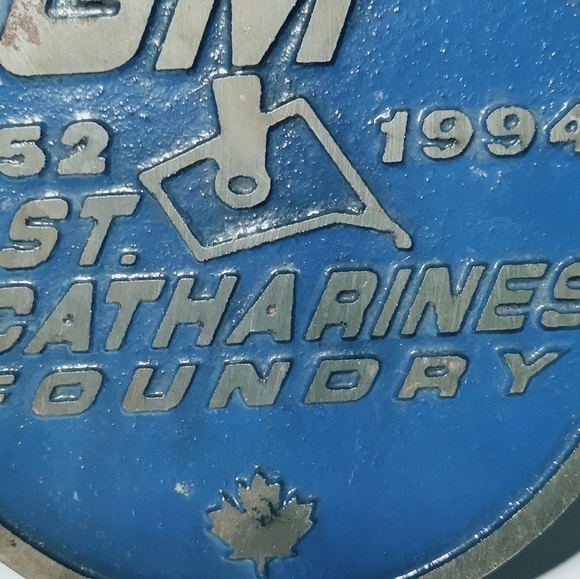 GM
52 1994
ST.
CATHARINES
FOUNDRY